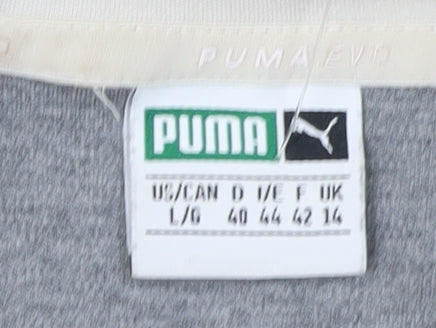 PUMA EVO
PUMA
US/CAN D I/E F UK
L/G 40 44 42 14